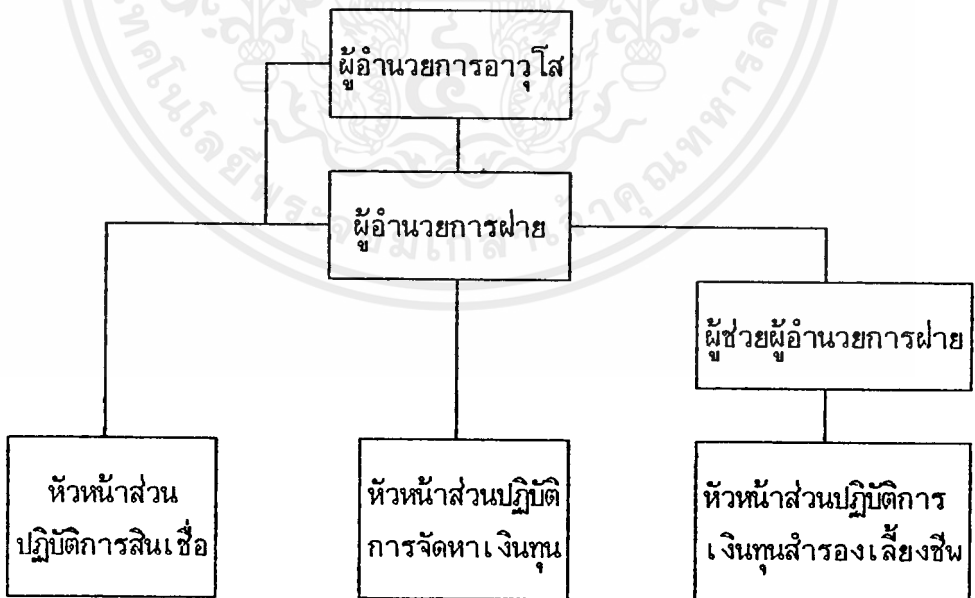 ผู้อำนวยการอาวุโส
ผู้อำนวยการฝ่าย
ผู้ช่วยผู้อำนวยการฝ่าย
หัวหน้าส่วน
ปฏิบัติการสินเชื่อ
หัวหน้าส่วนปฏิบัติ
การจัดหาเงินทุน
หัวหน้าส่วนปฏิบัติการ
เงินทุนสำรองเลี้ยงชีพ